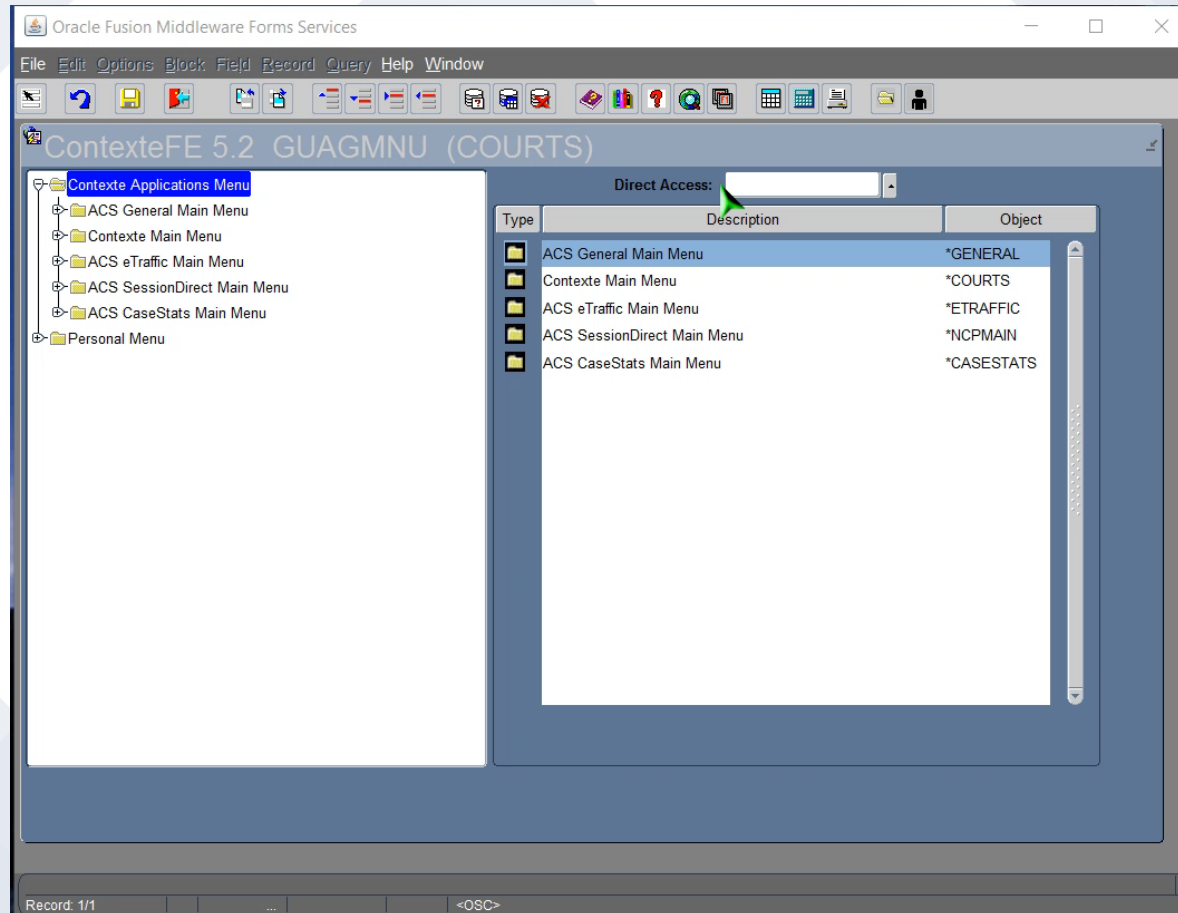 Oracle Fusion Middleware Forms Services
File Edit Options Block Field Record Query Help Window
ContexteFE 5.2 GUAGMNU (COURTS)
Contexte Applications Menu
ACS General Main Menu
Contexte Main Menu
ACS eTraffic Main Menu
ACS SessionDirect Main Menu
ACS CaseStats Main Menu
Personal Menu
Direct Access:
Type Description Object
ACS General Main Menu *GENERAL
Contexte Main Menu *COURTS
ACS eTraffic Main Menu *ETRAFFIC
ACS SessionDirect Main Menu *NCPMAIN
ACS CaseStats Main Menu *CASESTATS
Record: 1/1 ... <OSC>